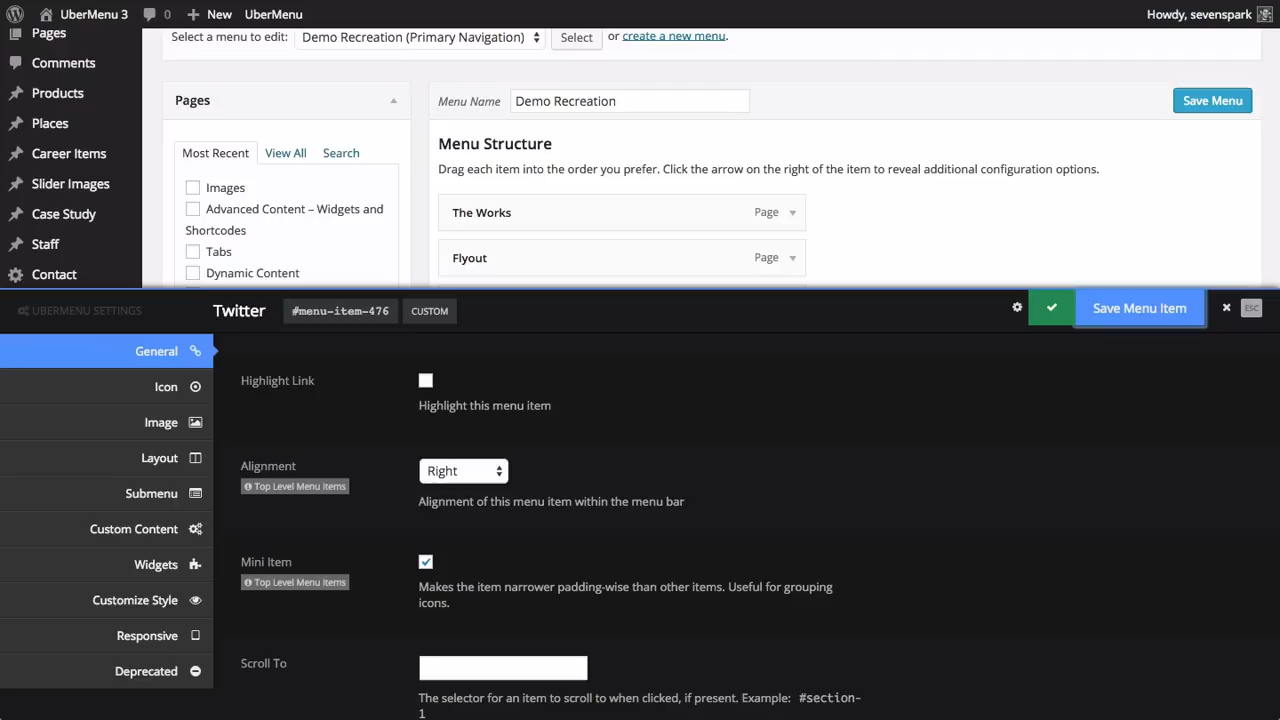 UberMenu 3
0
New
UberMenu
Howdy, sevenspark
Pages
Comments
Products
Places
Career Items
Slider Images
Case Study
Staff
Contact
Select a menu to edit:
Demo Recreation (Primary Navigation)
Select
or create a new menu.
Pages
Most Recent
View All
Search
Images
Advanced Content – Widgets and
Shortcodes
Tabs
Dynamic Content
Menu Name
Demo Recreation
Save Menu
Menu Structure
Drag each item into the order you prefer. Click the arrow on the right of the item to reveal additional configuration options.
The Works
Page
Flyout
Page
UBERMENU SETTINGS
Twitter
#menu-item-476
CUSTOM
Save Menu Item
ESC
General
Icon
Image
Layout
Submenu
Custom Content
Widgets
Customize Style
Responsive
Deprecated
Highlight Link
Highlight this menu item
Alignment
Top Level Menu Items
Right
Alignment of this menu item within the menu bar
Mini Item
Top Level Menu Items
Makes the item narrower padding-wise than other items. Useful for grouping
icons.
Scroll To
The selector for an item to scroll to when clicked, if present. Example: #section-
1